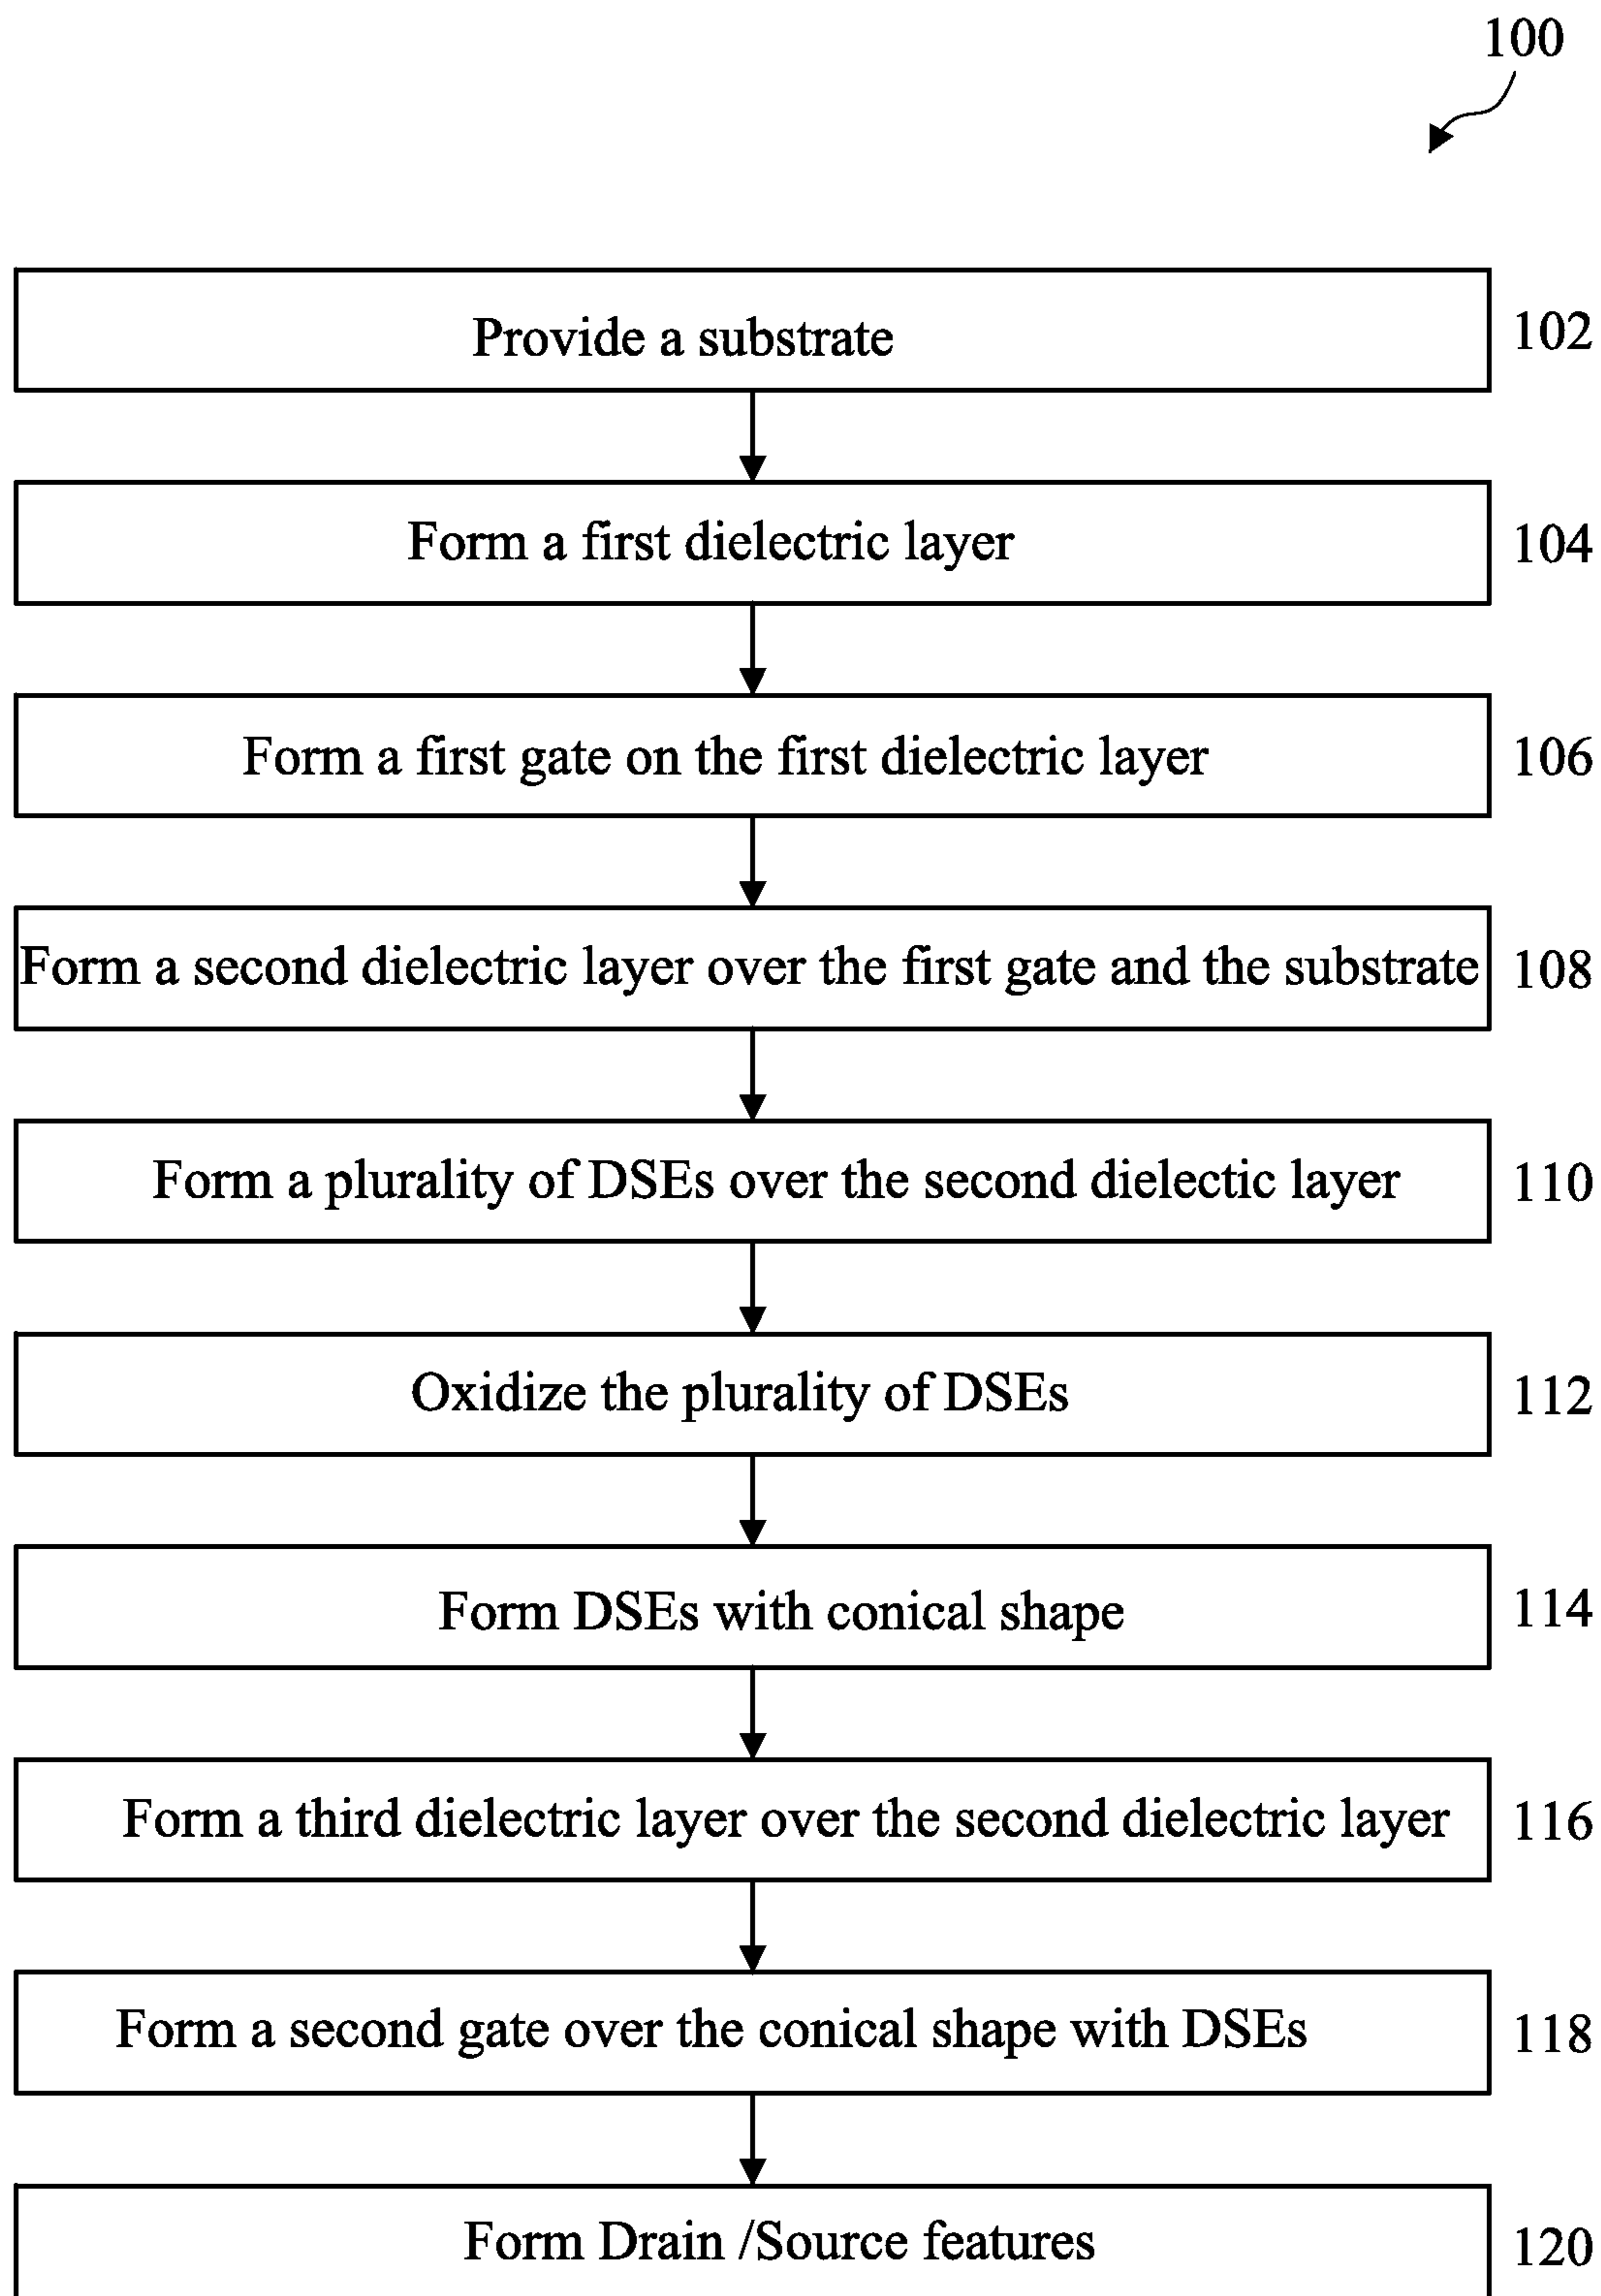 100
Provide a substrate 102
Form a first dielectric layer 104
Form a first gate on the first dielectric layer 106
Form a second dielectric layer over the first gate and the substrate 108
Form a plurality of DSEs over the second dielectic layer 110
Oxidize the plurality of DSEs 112
Form DSEs with conical shape 114
Form a third dielectric layer over the second dielectric layer 116
Form a second gate over the conical shape with DSEs 118
Form Drain /Source features 120